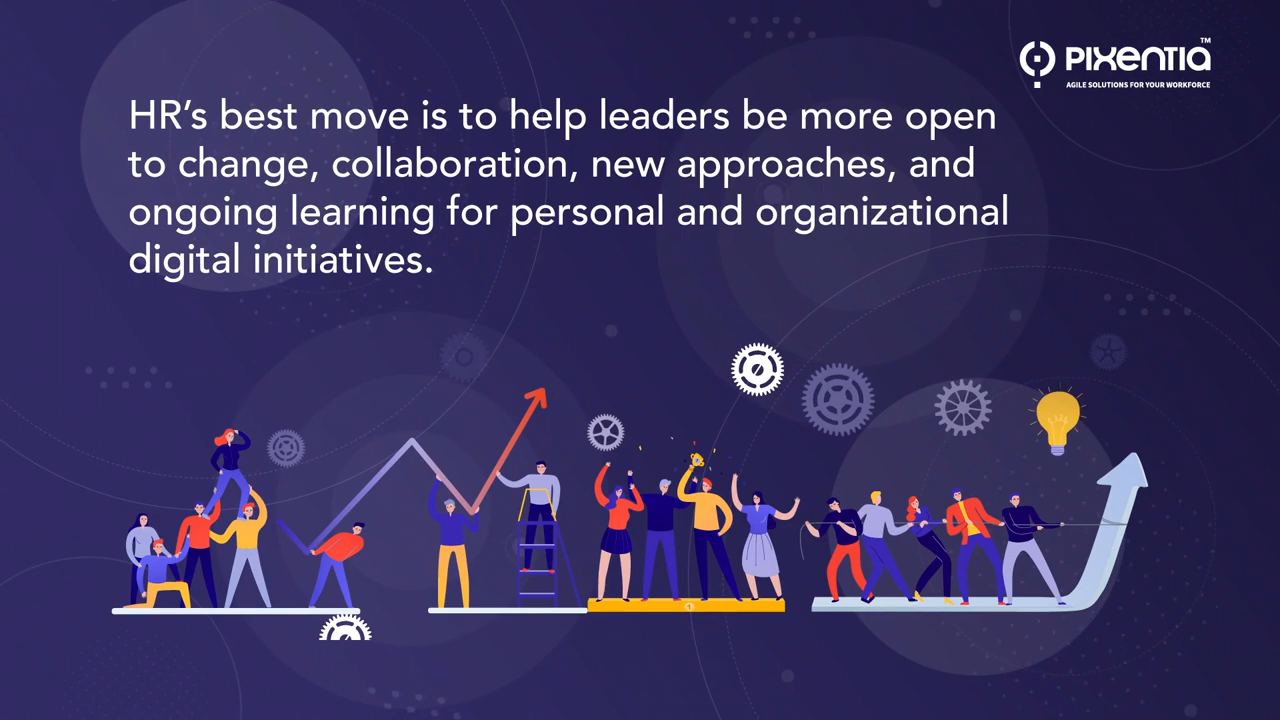 PIXENTIA™
AGILE SOLUTIONS FOR YOUR WORKFORCE
HR’s best move is to help leaders be more open
to change, collaboration, new approaches, and
ongoing learning for personal and organizational
digital initiatives.
1